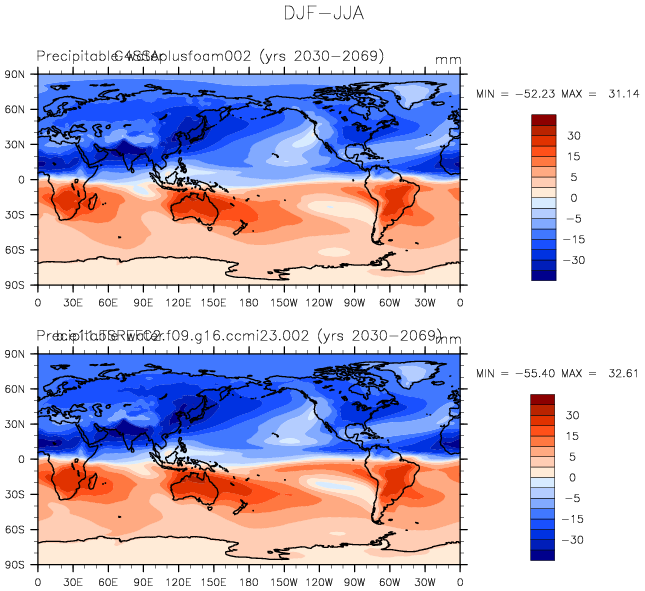 DJF-JJA
Precipitable water plusfoam002 (yrs 2030-2069) mm
MIN = -52.23 MAX = 31.14
90N
60N
30N
0
30S
60S
90S
0 30E 60E 90E 120E 150E 180 150W 120W 90W 60W 30W 0
30
15
5
0
-5
-15
-30
Precipitable water .f09.g16.ccmi23.002 (yrs 2030-2069) mm
MIN = -55.40 MAX = 32.61
90N
60N
30N
0
30S
60S
90S
0 30E 60E 90E 120E 150E 180 150W 120W 90W 60W 30W 0
30
15
5
0
-5
-15
-30